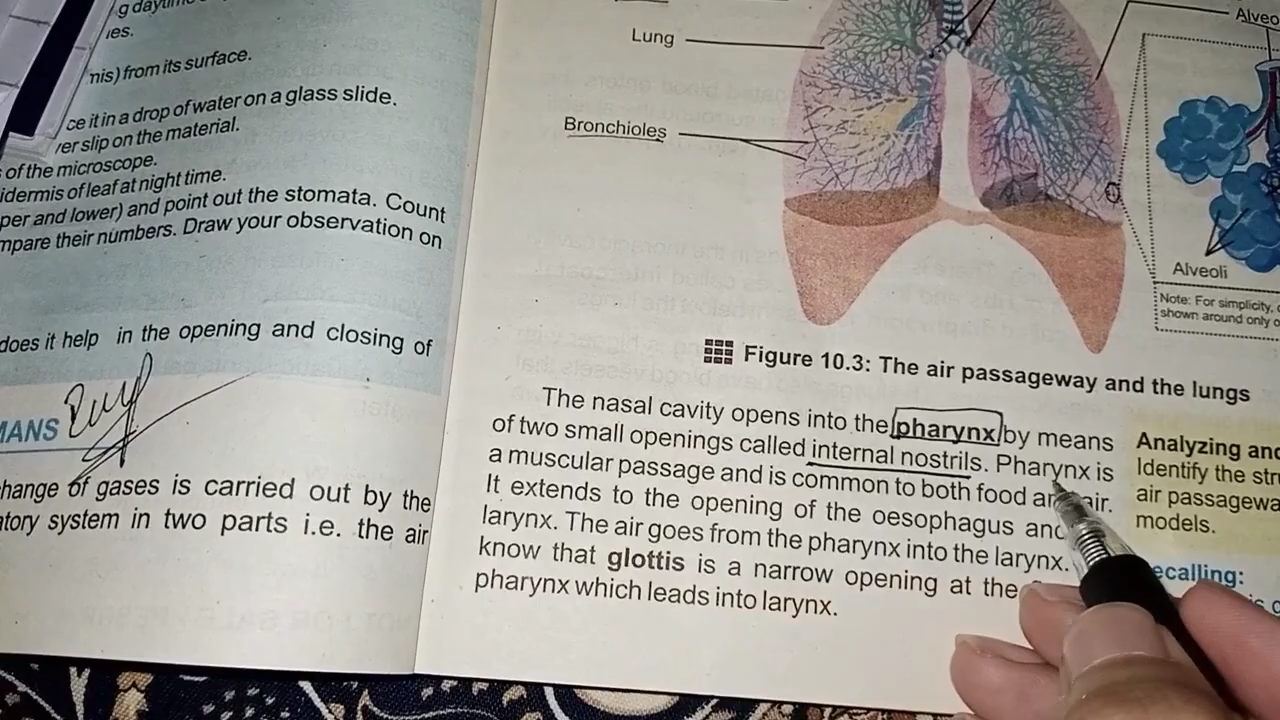 g daytime
ies.
nis) from its surface.
ce it in a drop of water on a glass slide.
er slip on the material.
of the microscope.
idermis of leaf at night time.
per and lower) and point out the stomata. Count
mpare their numbers. Draw your observation on
does it help in the opening and closing of
MANS
hange of gases is carried out by the
atory system in two parts i.e. the air
Lung
Bronchioles
Alveo
Alveoli
Note: For simplicity,
shown around only
Figure 10.3: The air passageway and the lungs
The nasal cavity opens into the pharynx by means
of two small openings called internal nostrils. Pharynx is
a muscular passage and is common to both food an air.
It extends to the opening of the oesophagus and
larynx. The air goes from the pharynx into the larynx.
know that glottis is a narrow opening at the
pharynx which leads into larynx.
Analyzing and
Identify the str
air passagewa
models.
ecalling: